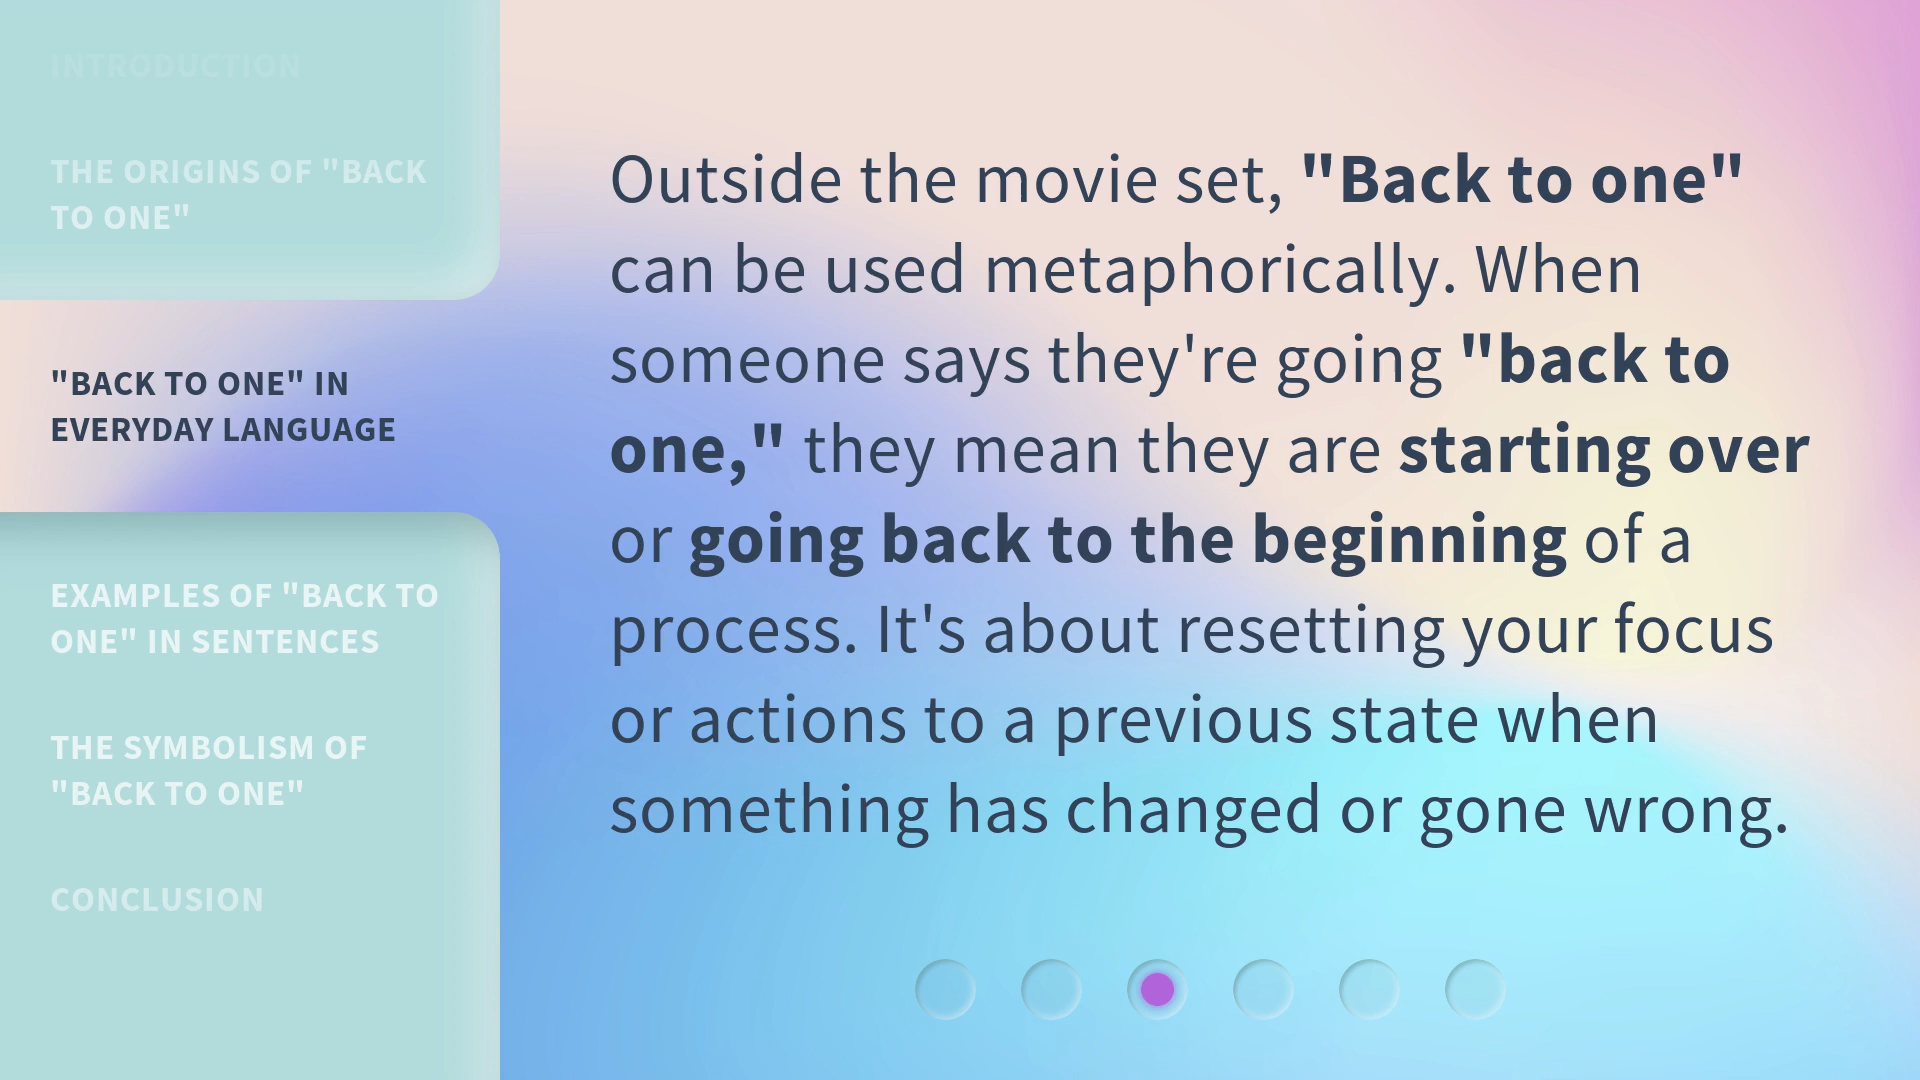 INTRODUCTION
THE ORIGINS OF "BACK
TO ONE"
"BACK TO ONE" IN
EVERYDAY LANGUAGE
EXAMPLES OF "BACK TO
ONE" IN SENTENCES
THE SYMBOLISM OF
"BACK TO ONE"
CONCLUSION
Outside the movie set, "Back to one"
can be used metaphorically. When
someone says they're going "back to
one," they mean they are starting over
or going back to the beginning of a
process. It's about resetting your focus
or actions to a previous state when
something has changed or gone wrong.